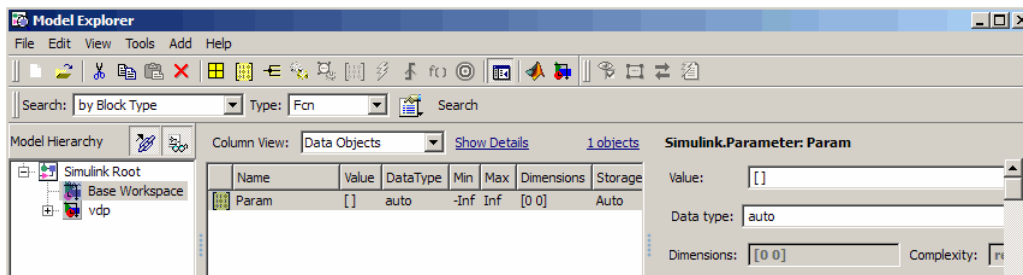 Model Explorer
File Edit View Tools Add Help
Search: by Block Type Type: Fcn Search
Model Hierarchy
Column View: Data Objects Show Details 1 objects
Simulink.Parameter: Param
Simulink Root
Base Workspace
vdp
Name Value DataType Min Max Dimensions Storage
Param [ ] auto -Inf Inf [0 0] Auto
Value: [ ]
Data type: auto
Dimensions: [0 0] Complexity: